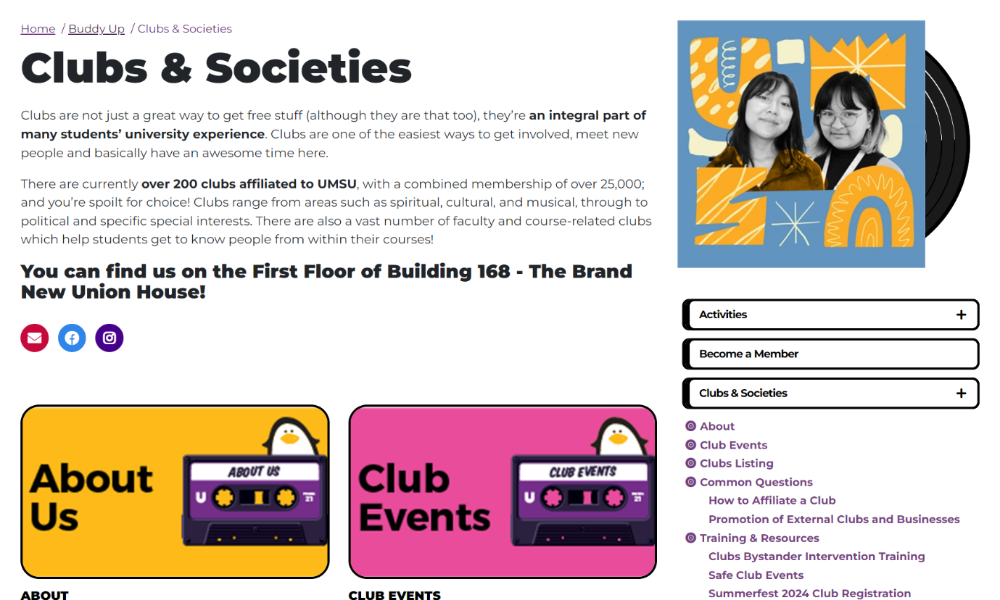 Home / Buddy Up / Clubs & Societies
Clubs & Societies
Clubs are not just a great way to get free stuff (although they are that too), they’re an integral part of
many students’ university experience. Clubs are one of the easiest ways to get involved, meet new
people and basically have an awesome time here.
There are currently over 200 clubs affiliated to UMSU, with a combined membership of over 25,000;
and you’re spoilt for choice! Clubs range from areas such as spiritual, cultural, and musical, through to
political and specific special interests. There are also a vast number of faculty and course-related clubs
which help students get to know people from within their courses!
You can find us on the First Floor of Building 168 - The Brand
New Union House!
About
Us
ABOUT US
U
21
ABOUT
Club
Events
CLUB EVENTS
U
21
CLUB EVENTS
Activities +
Become a Member
Clubs & Societies +
About
Club Events
Clubs Listing
Common Questions
How to Affiliate a Club
Promotion of External Clubs and Businesses
Training & Resources
Clubs Bystander Intervention Training
Safe Club Events
Summerfest 2024 Club Registration